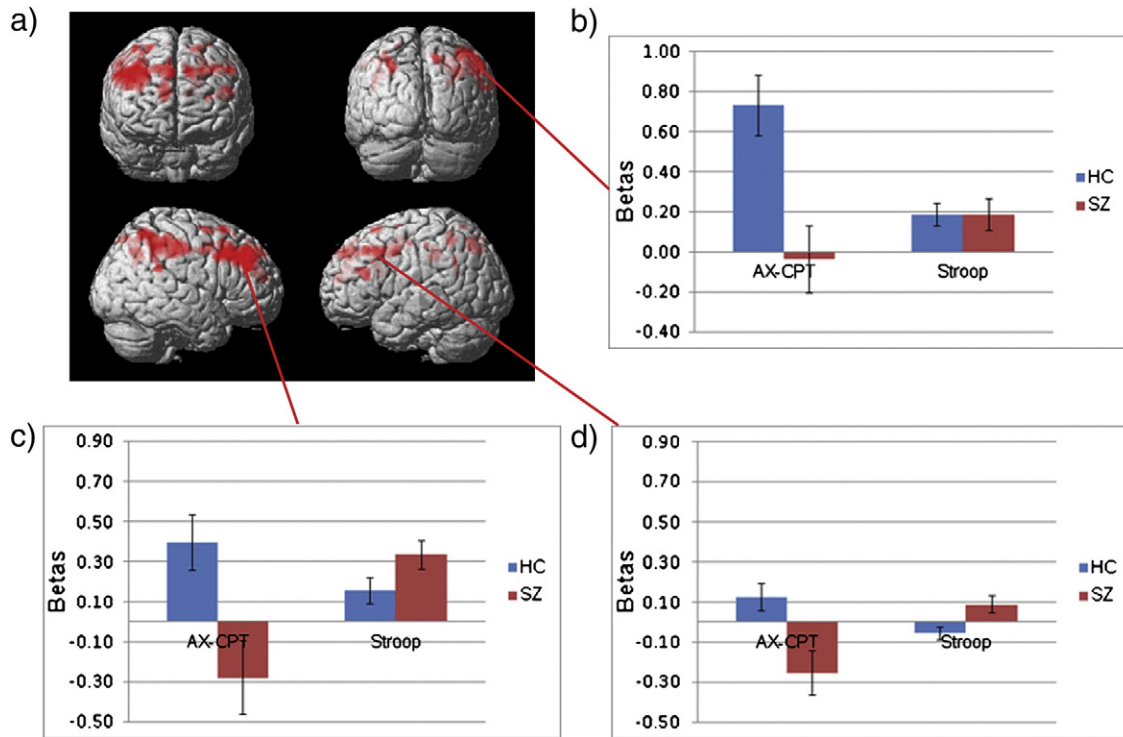 a)
b)
1.00
0.80
0.60
0.40
0.20
0.00
-0.20
-0.40
Betas
AX-CPT
Stroop
HC
SZ
c)
0.90
0.70
0.50
0.30
0.10
-0.10
-0.30
-0.50
Betas
AX-CPT
Stroop
HC
SZ
d)
0.90
0.70
0.50
0.30
0.10
-0.10
-0.30
-0.50
Betas
AX-CPT
Stroop
HC
SZ